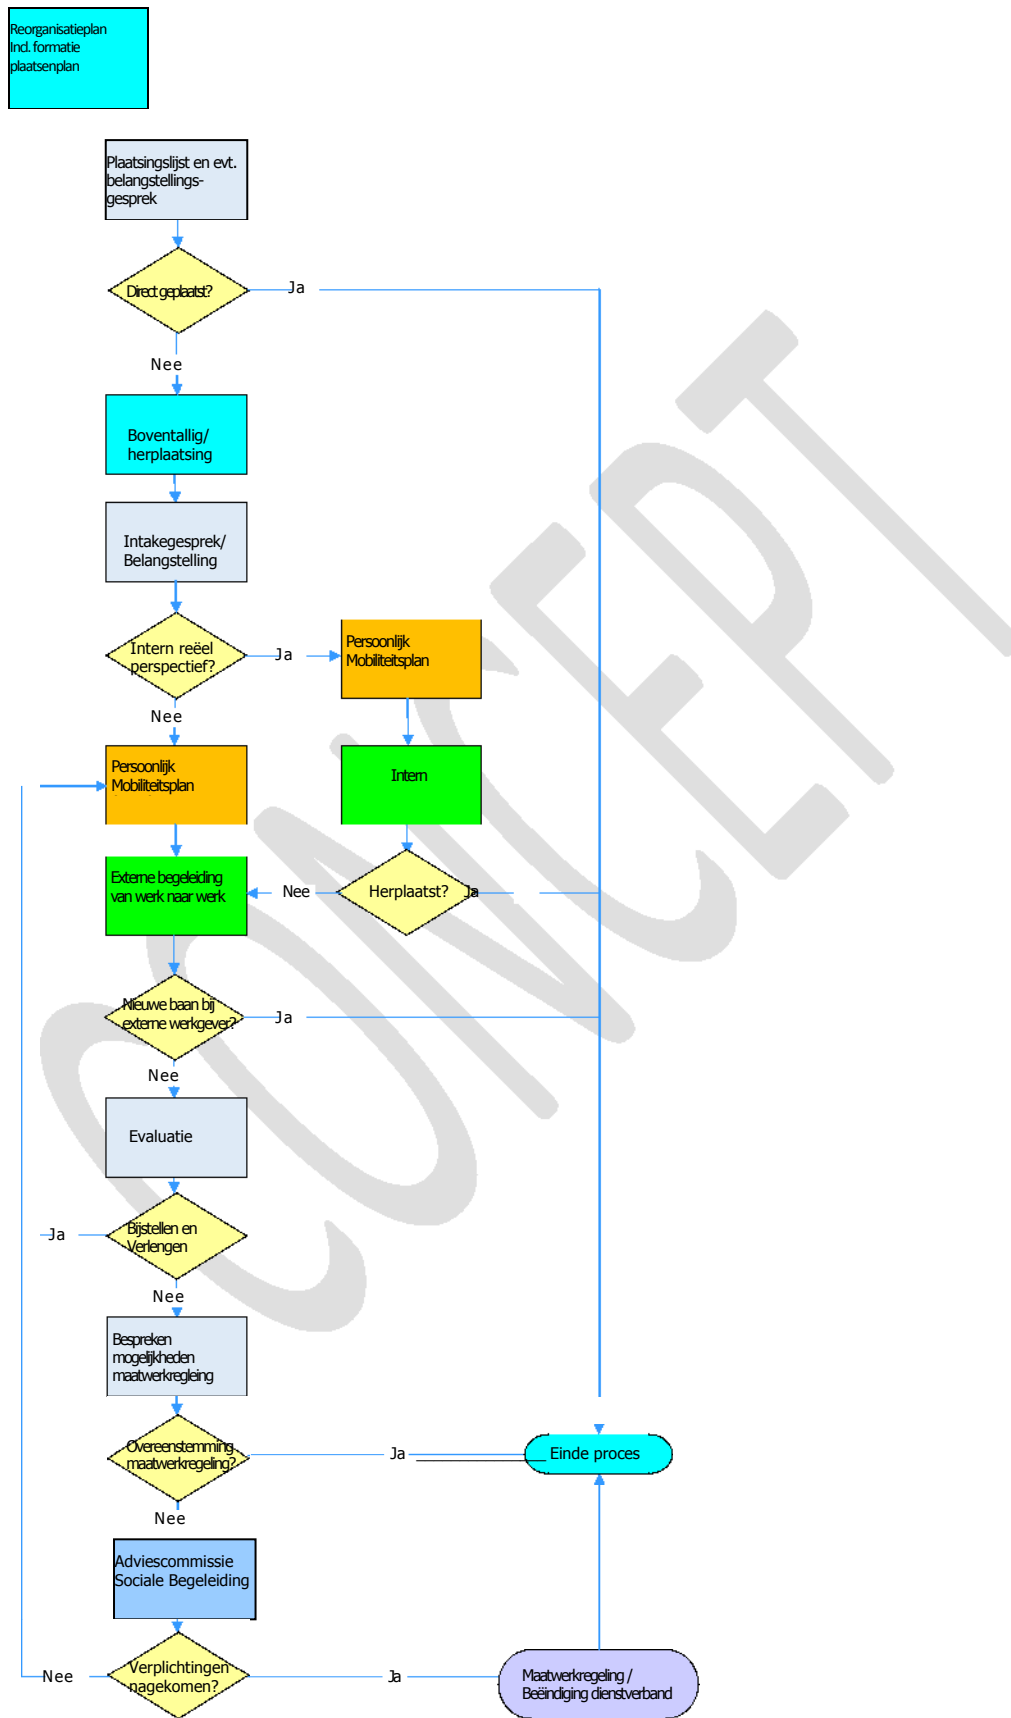 Reorganisatieplan
Incl. formatie
plaatsenplan
Plaatsingslijst en evt.
belangstellings-
gesprek
Direct geplaatst?
Ja
Nee
Boventallig/
herplaatsing
Intakegesprek/
Belangstelling
Intern reëel
perspectief?
Ja
Persoonlijk
Mobiliteitsplan
Nee
Persoonlijk
Mobiliteitsplan
Intern
Externe begeleiding
van werk naar werk
Nee
Herplaatst?
Ja
Nieuwe baan bij
externe werkgever?
Ja
Nee
Evaluatie
Ja
Bijstellen en
Verlengen
Nee
Bespreken
mogelijkheden
maatwerkregleing
Overeenstemming
maatwerkregeling?
Ja
Einde proces
Nee
Adviescommissie
Sociale Begeleiding
Nee
Verplichtingen
nagekomen?
Ja
Maatwerkregeling /
Beëindiging dienstverband
CONCEPT